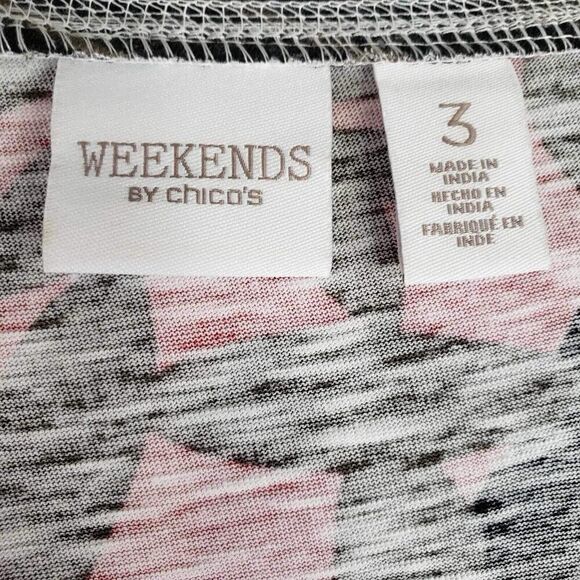 WEEKENDS
BY chico's
3
MADE IN
INDIA
HECHO EN
INDIA
FABRIQUÉ EN
INDE